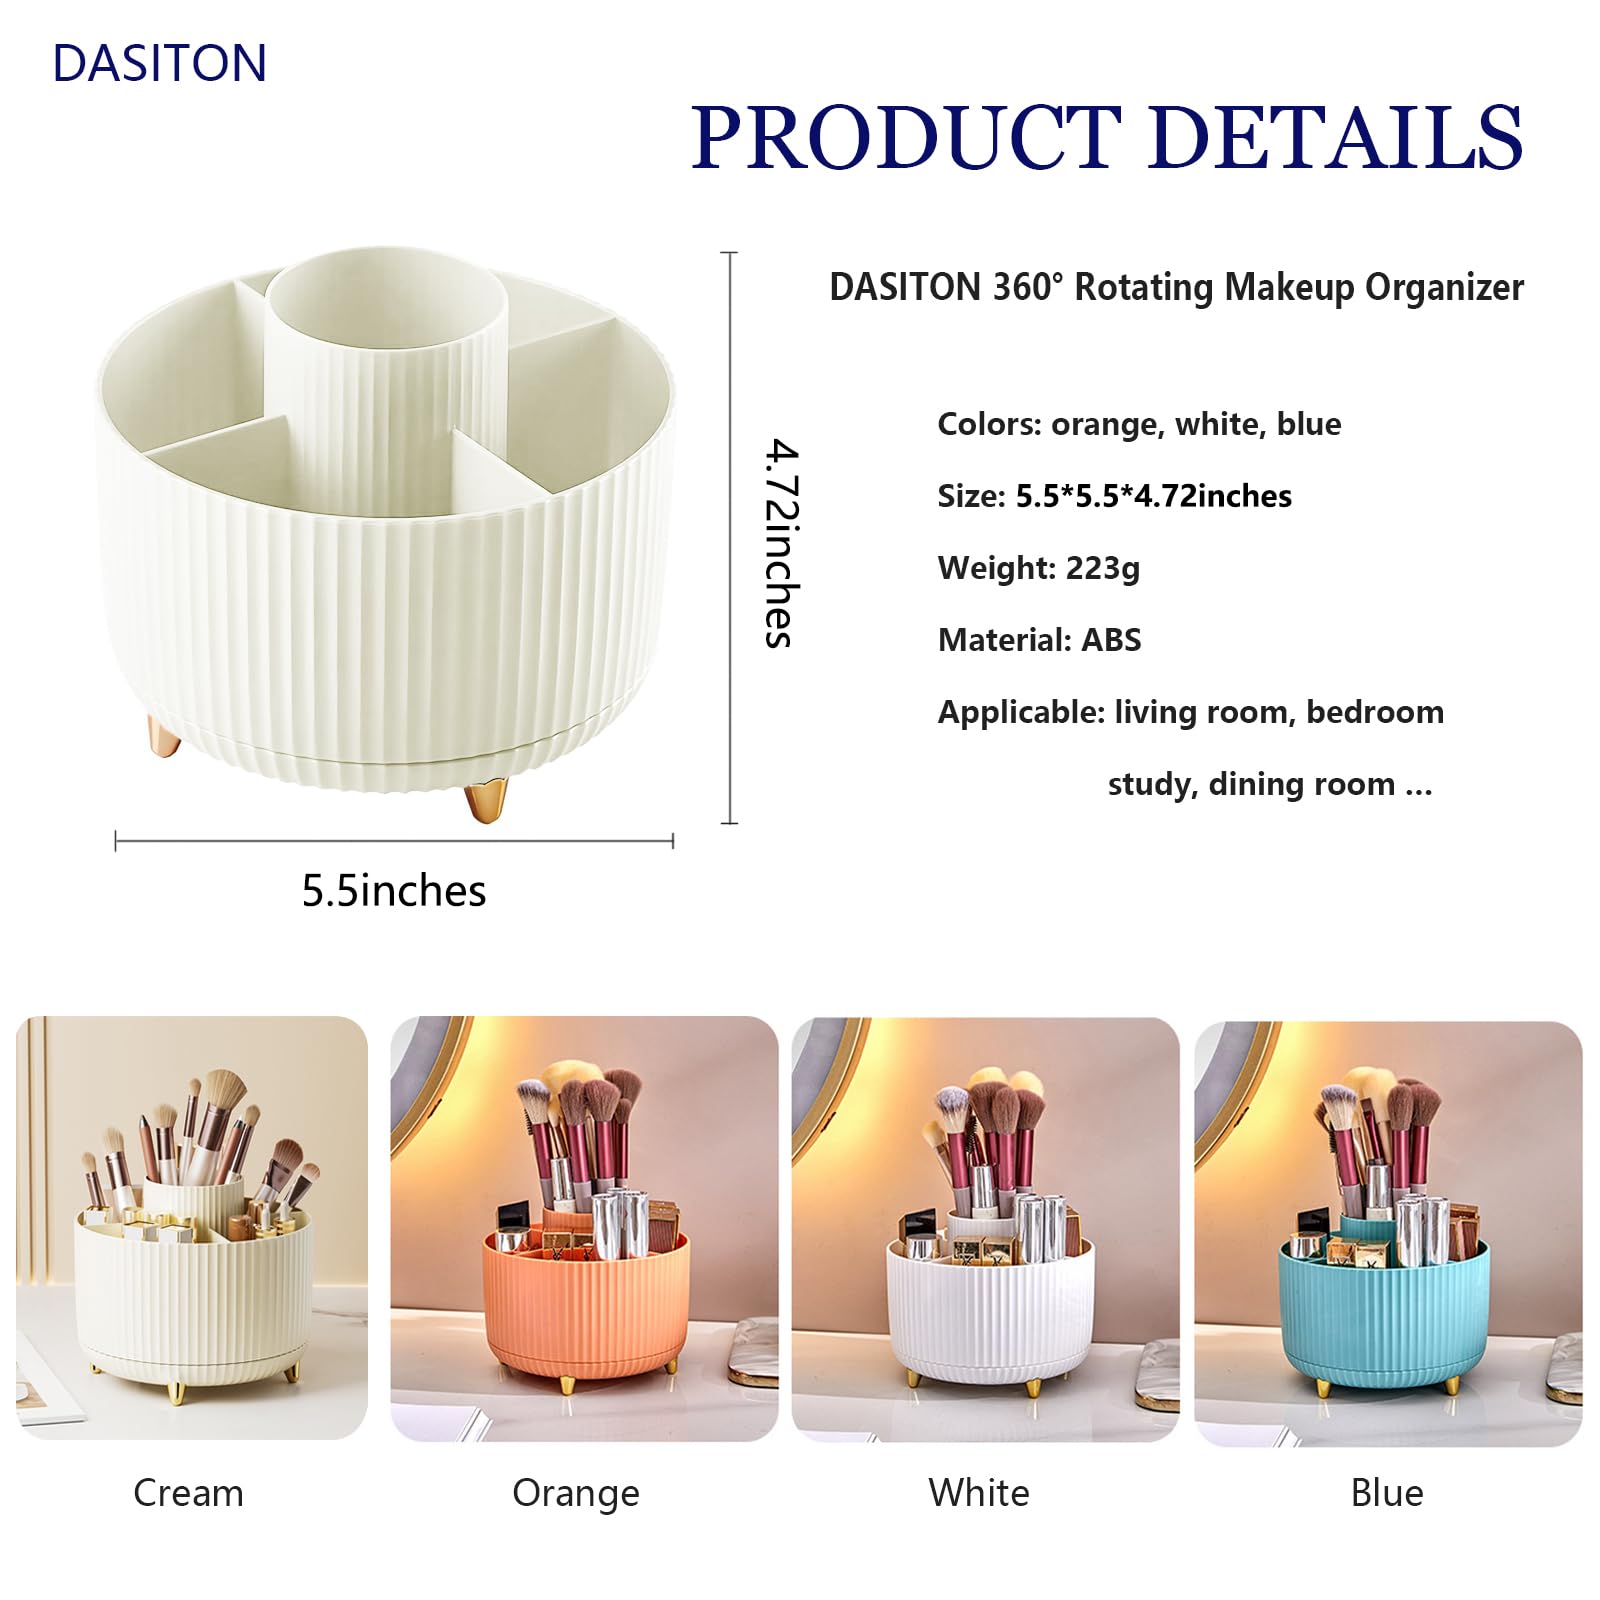 DASITON
PRODUCT DETAILS
DASITON 360° Rotating Makeup Organizer
Colors: orange, white, blue
Size: 5.5*5.5*4.72inches
Weight: 223g
Material: ABS
Applicable: living room, bedroom
study, dining room ...
4.72inches
5.5inches
Cream
Orange
White
Blue